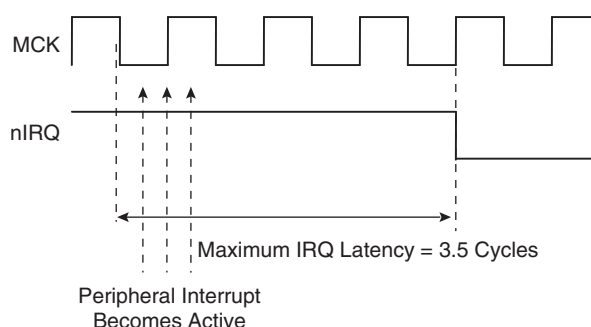 MCK
nIRQ
Maximum IRQ Latency = 3.5 Cycles
Peripheral Interrupt
Becomes Active